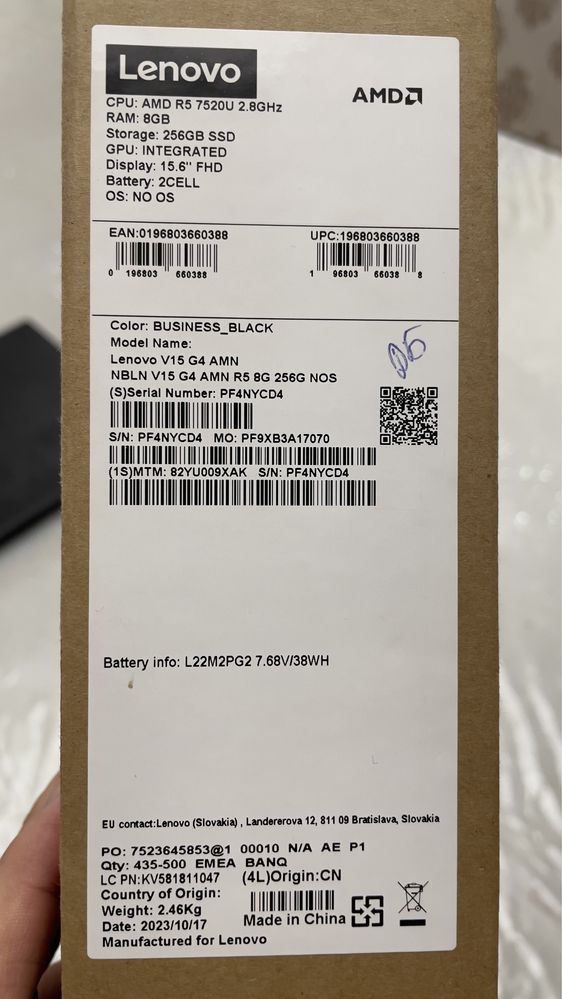 Lenovo
AMD
CPU: AMD R5 7520U 2.8GHz
RAM: 8GB
Storage: 256GB SSD
GPU: INTEGRATED
Display: 15.6" FHD
Battery: 2CELL
OS: NO OS
EAN:0196803660388 UPC:196803660388
0 196803 660388 1 96803 66038 8
Color: BUSINESS_BLACK
Model Name:
Lenovo V15 G4 AMN
NBLN V15 G4 AMN R5 8G 256G NOS
(S)Serial Number: PF4NYCD4
S/N: PF4NYCD4 MO: PF9XB3A17070
(1S)MTM: 82YU009XAK S/N: PF4NYCD4
Battery info: L22M2PG2 7.68V/38WH
EU contact:Lenovo (Slovakia) , Landererova 12, 811 09 Bratislava, Slovakia
PO: 7523645853@1 00010 N/A AE P1
Qty: 435-500 EMEA BANQ
LC PN:KV581811047 (4L)Origin:CN
Country of Origin:
Weight: 2.46Kg Made in China
Date: 2023/10/17
Manufactured for Lenovo